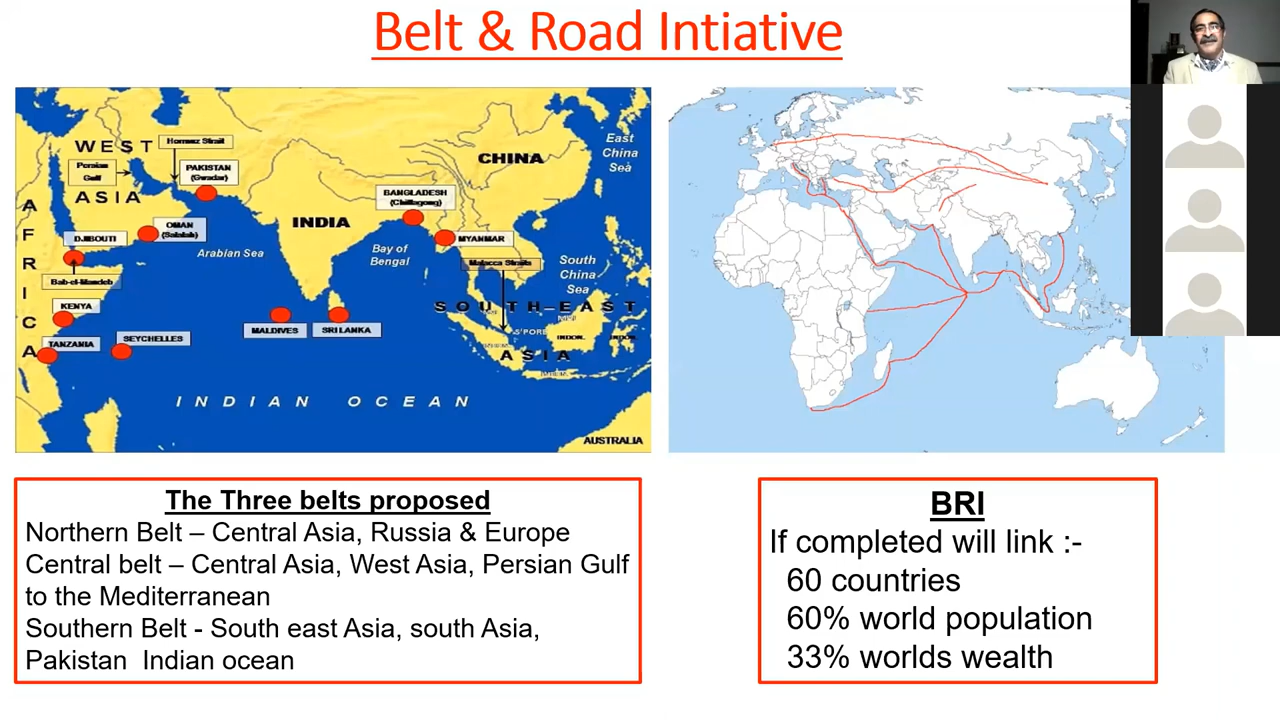 Belt & Road Intiative
WEST
ASIA
AFRICA
Hormuz Strait
Persian
Gulf
PAKISTAN
(Gwadar)
OMAN
(Salalah)
DJIBOUTI
Bab-el-Mandeb
KENYA
TANZANIA
SEYCHELLES
Arabian Sea
INDIA
MALDIVES
SRI LANKA
BANGLADESH
(Chittagong)
Bay of
Bengal
MYANMAR
Malacca Straits
CHINA
East
China
Sea
South
China
Sea
SOUTH-EAST
ASIA
S'PORE
INDON.
INDON.
INDIAN OCEAN
AUSTRALIA
The Three belts proposed
Northern Belt – Central Asia, Russia & Europe
Central belt – Central Asia, West Asia, Persian Gulf
to the Mediterranean
Southern Belt - South east Asia, south Asia,
Pakistan Indian ocean
BRI
If completed will link :-
60 countries
60% world population
33% worlds wealth